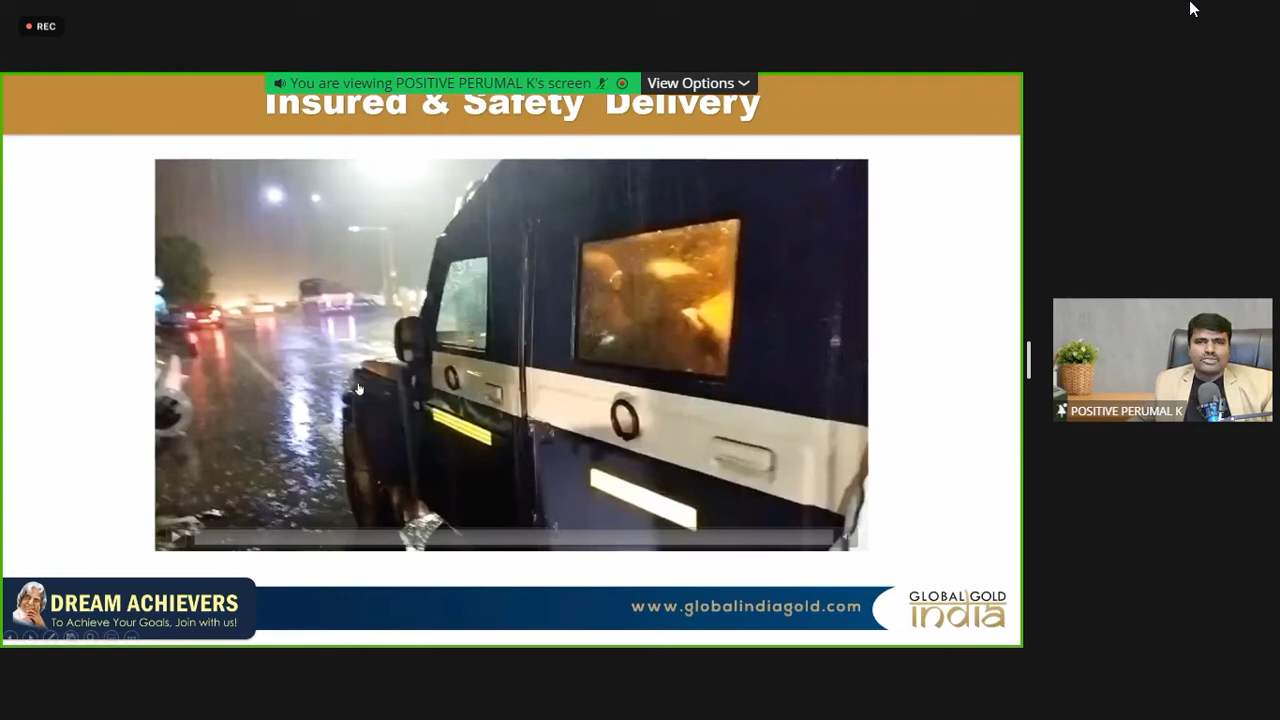 REC
You are viewing POSITIVE PERUMAL K's screen
View Options
Insured & Safety Delivery
POSITIVE PERUMAL K
DREAM ACHIEVERS
To Achieve Your Goals, Join with us!
www.globalindiagold.com
GLOBAL GOLD
india